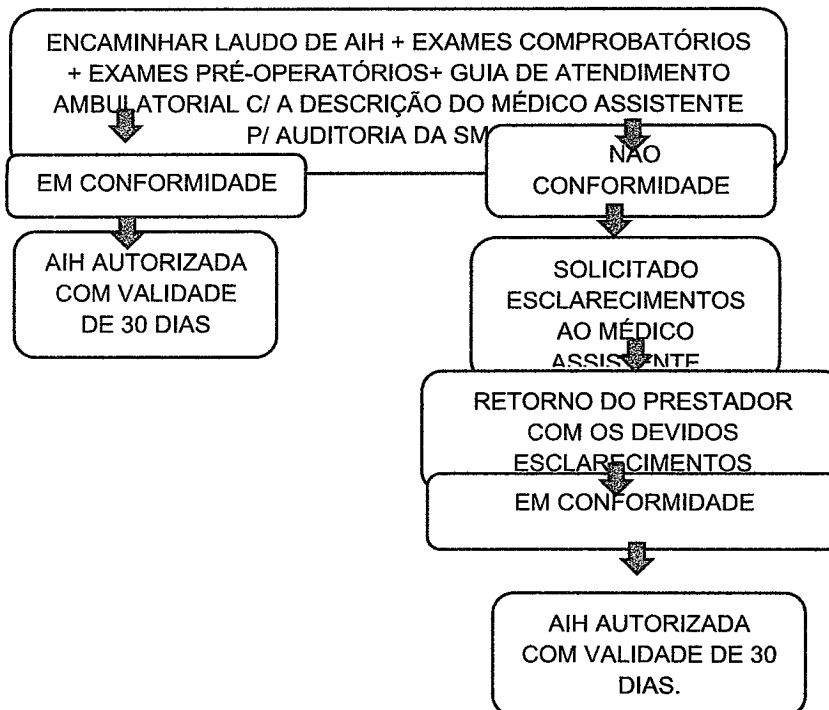 ENCAMINHAR LAUDO DE AIH + EXAMES COMPROBATÓRIOS
+ EXAMES PRÉ-OPERATÓRIOS+ GUIA DE ATENDIMENTO
AMBULATORIAL C/ A DESCRIÇÃO DO MÉDICO ASSISTENTE
P/ AUDITORIA DA SM
EM CONFORMIDADE
AIH AUTORIZADA
COM VALIDADE
DE 30 DIAS
NÃO
CONFORMIDADE
SOLICITADO
ESCLARECIMENTOS
AO MÉDICO
ASSISTENTE
RETORNO DO PRESTADOR
COM OS DEVIDOS
ESCLARECIMENTOS
EM CONFORMIDADE
AIH AUTORIZADA
COM VALIDADE DE 30
DIAS.